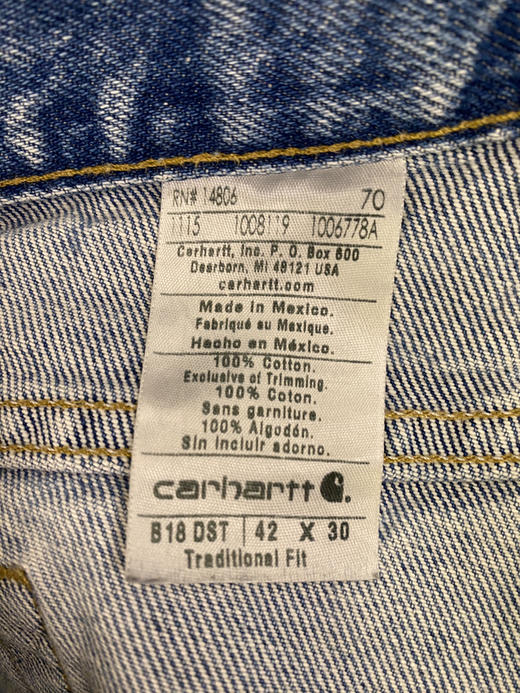 RN# 14806 70
1115 1008119 1006778A
Carhartt, Inc. P. O. Box 600
Dearborn, MI 48121 USA
carhartt.com
Made in Mexico.
Fabriqué au Mexique.
Hecho en México.
100% Cotton.
Exclusive of Trimming.
100% Coton.
Sans garniture.
100% Algodón.
Sin incluir adorno.
carhartt
B18 DST 42 X 30
Traditional Fit